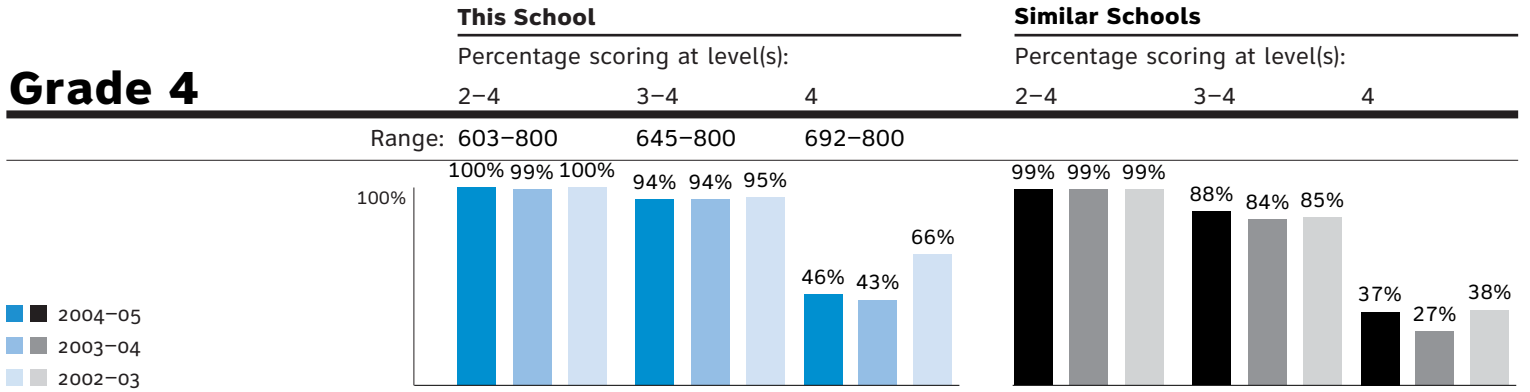 This School Similar Schools
Percentage scoring at level(s): Percentage scoring at level(s):
Grade 4 2–4 3–4 4 2–4 3–4 4
Range: 603–800 645–800 692–800
100% 99% 100% 94% 94% 95% 46% 43% 66% 99% 99% 99% 88% 84% 85% 37% 27% 38%
100%
2004–05
2003–04
2002–03